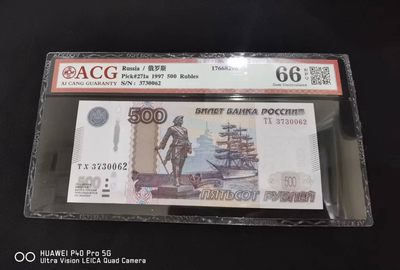 ACG
AI CANG GUARANTY
Russia / 俄罗斯
Pick#271a 1997 500 Rubles
S/N : 3730062
66
500
БИЛЕТ БАНКА РОССИИ
ТХ 3730062
ТХ 3730062
500
500
ПЯТЬСОТ РУБЛЕЙ
HUAWEI P40 Pro 5G
Ultra Vision LEICA Quad Camera